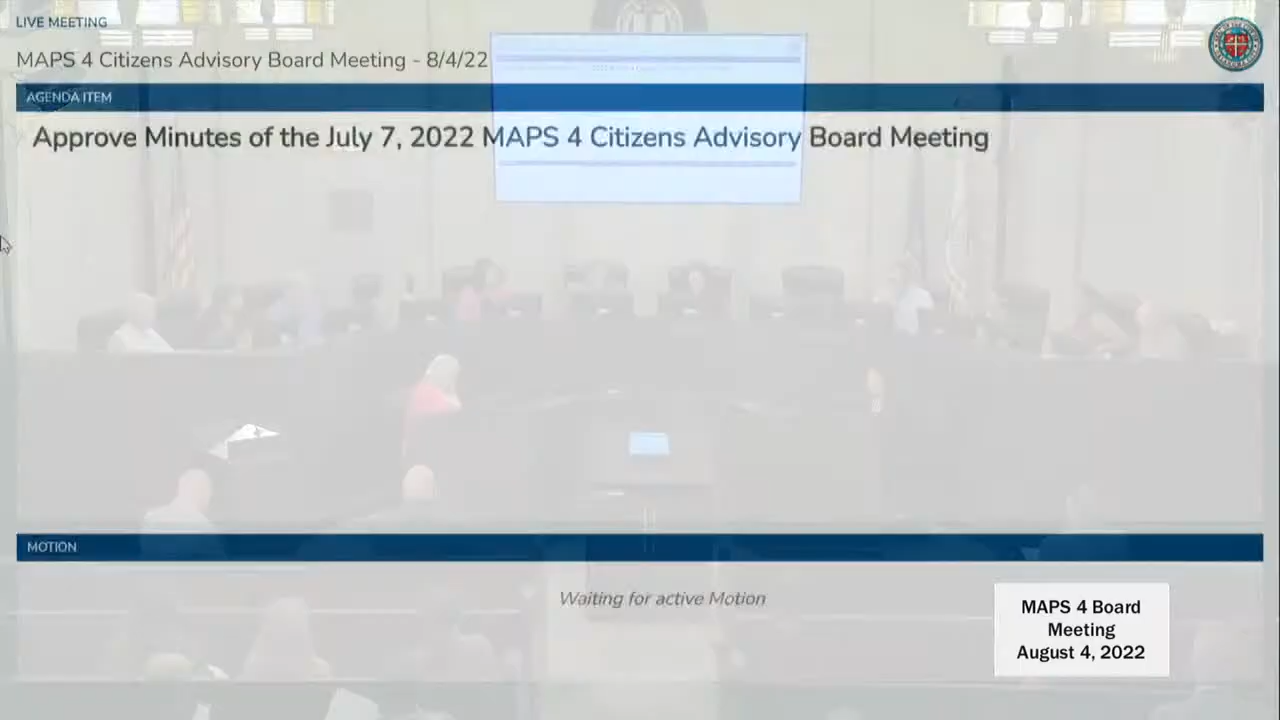 LIVE MEETING
MAPS 4 Citizens Advisory Board Meeting - 8/4/22
AGENDA ITEM
Approve Minutes of the July 7, 2022 MAPS 4 Citizens Advisory Board Meeting
MOTION
Waiting for active Motion
MAPS 4 Board
Meeting
August 4, 2022